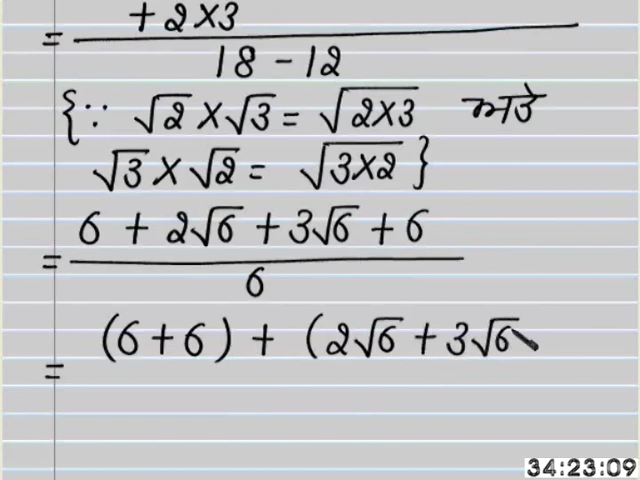 + 2×3
= ―――
18 - 12
{∵ √2 × √3 = √(2×3) ਅਤੇ
√3 × √2 = √(3×2) }
6 + 2√6 + 3√6 + 6
= ―――
6
(6+6) + (2√6 + 3√6
=
34:23:09